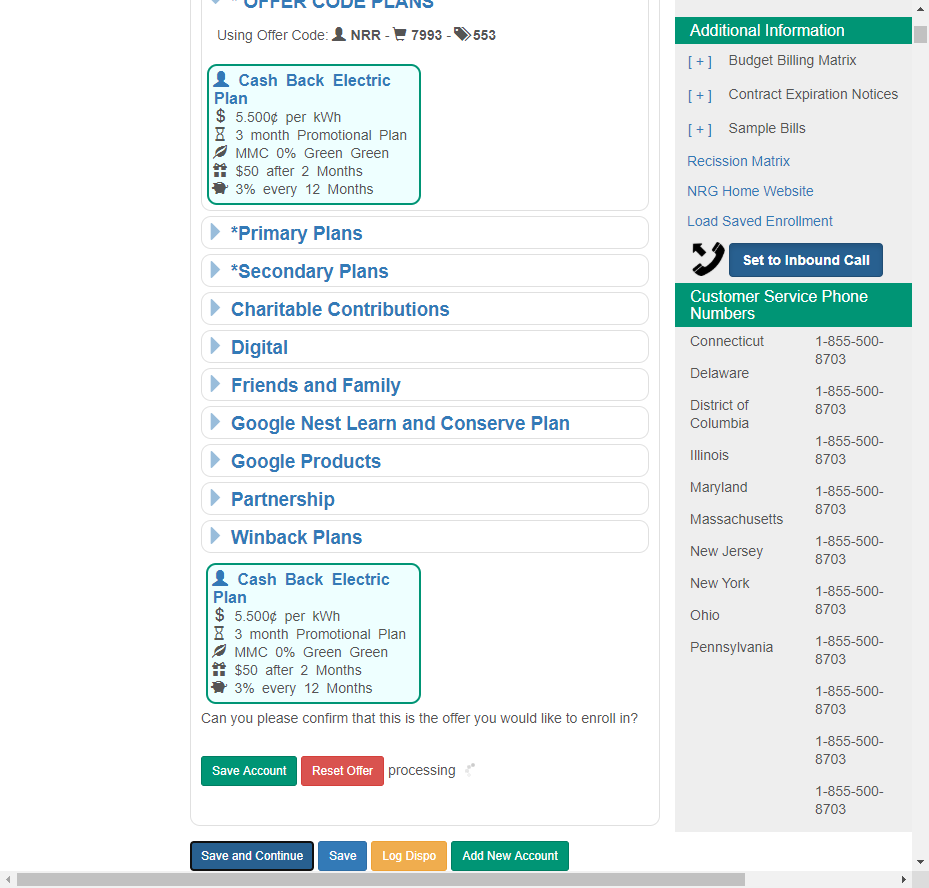 * OFFER CODE PLANS
Using Offer Code: NRR - 7993 - 553
Cash Back Electric
Plan
5.500¢ per kWh
3 month Promotional Plan
MMC 0% Green Green
$50 after 2 Months
3% every 12 Months
*Primary Plans
*Secondary Plans
Charitable Contributions
Digital
Friends and Family
Google Nest Learn and Conserve Plan
Google Products
Partnership
Winback Plans
Cash Back Electric
Plan
5.500¢ per kWh
3 month Promotional Plan
MMC 0% Green Green
$50 after 2 Months
3% every 12 Months
Can you please confirm that this is the offer you would like to enroll in?
Save Account Reset Offer processing
Save and Continue Save Log Dispo Add New Account
Additional Information
[ + ] Budget Billing Matrix
[ + ] Contract Expiration Notices
[ + ] Sample Bills
Recission Matrix
NRG Home Website
Load Saved Enrollment
Set to Inbound Call
Customer Service Phone
Numbers
Connecticut
Delaware
District of
Columbia
Illinois
Maryland
Massachusetts
New Jersey
New York
Ohio
Pennsylvania
1-855-500-
8703
1-855-500-
8703
1-855-500-
8703
1-855-500-
8703
1-855-500-
8703
1-855-500-
8703
1-855-500-
8703
1-855-500-
8703
1-855-500-
8703
1-855-500-
8703